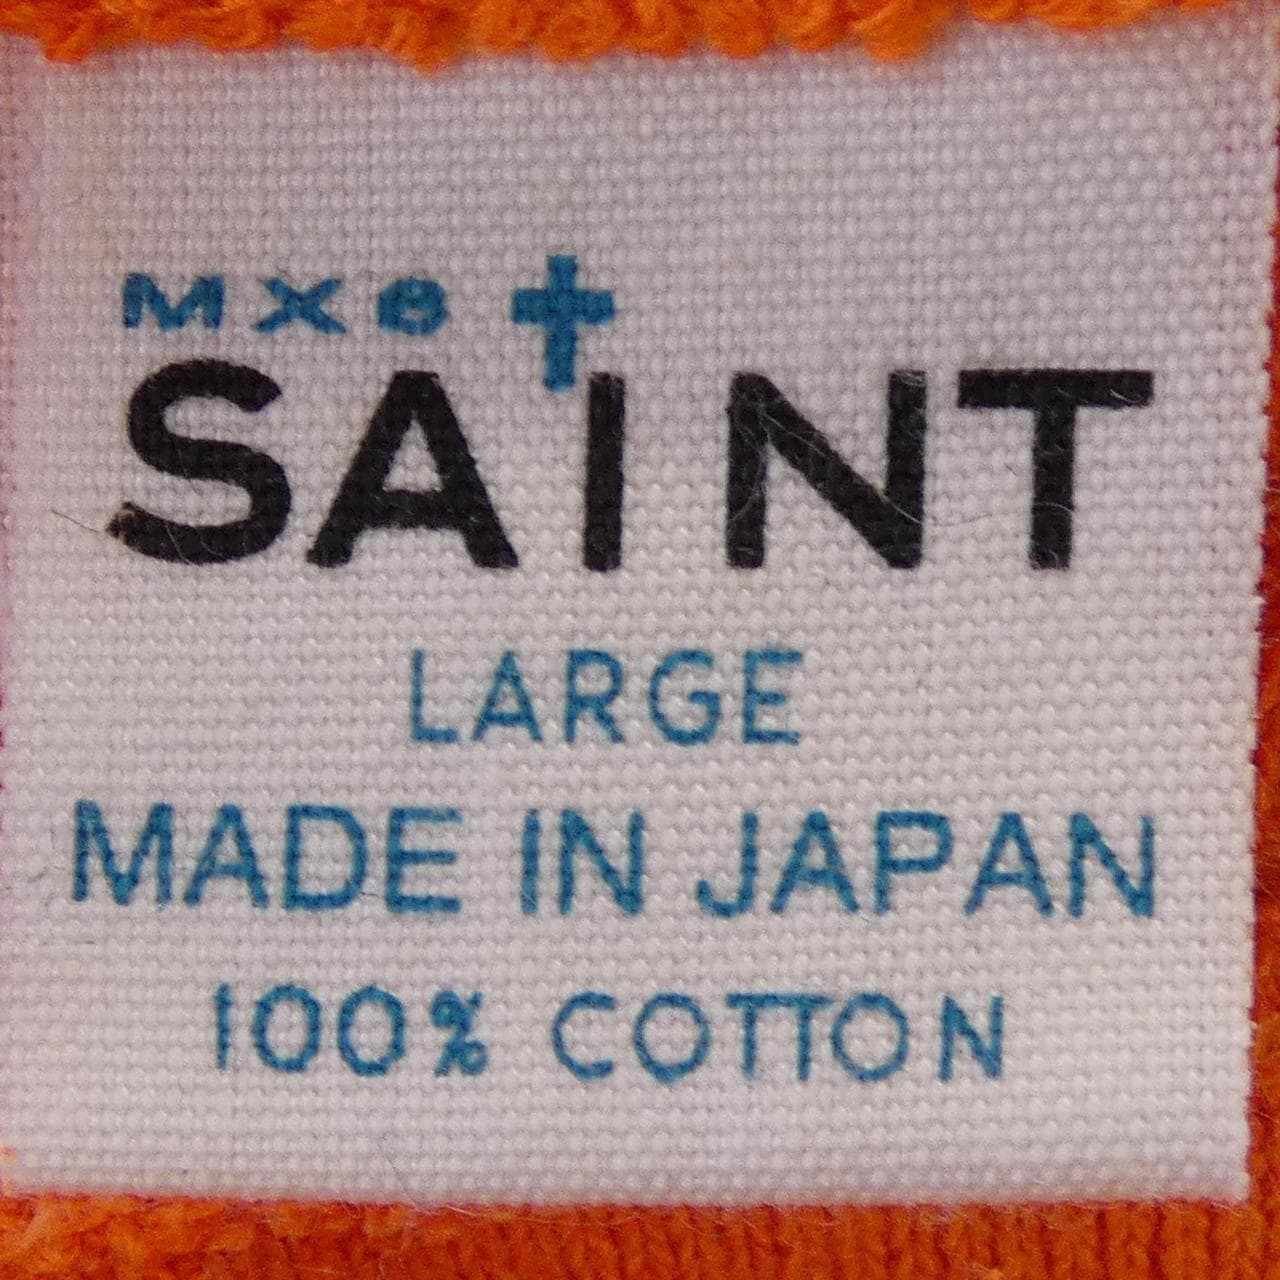 MX6
SAINT
LARGE
MADE IN JAPAN
100% COTTON